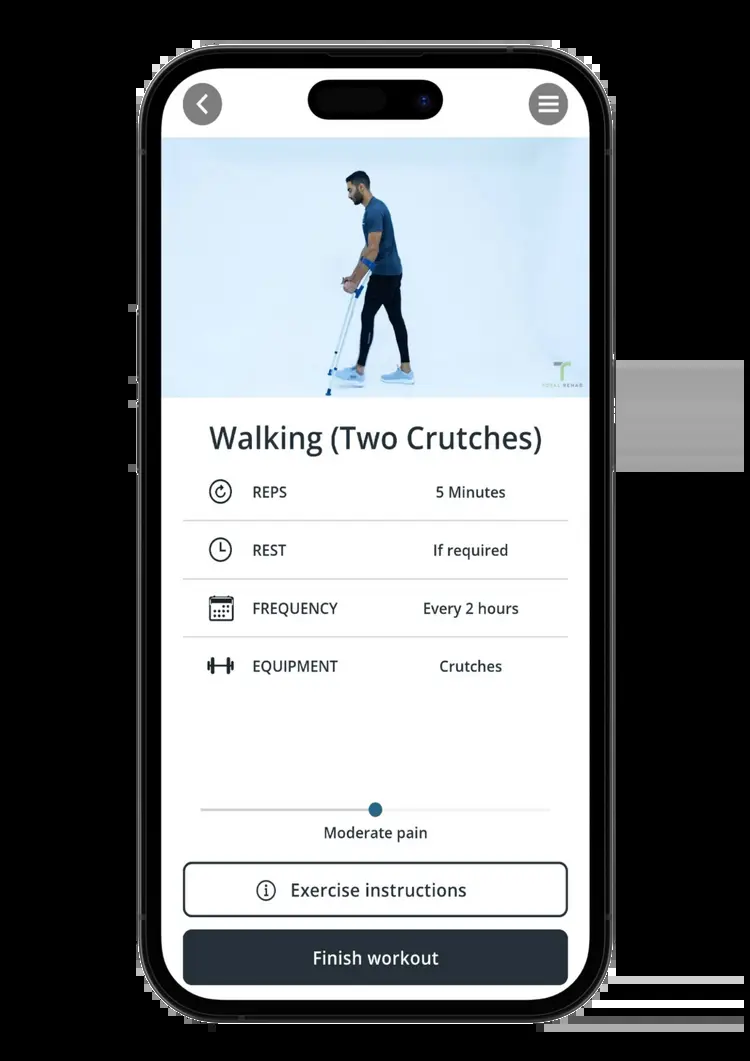 TOTAL REHAB
Walking (Two Crutches)
REPS 5 Minutes
REST If required
FREQUENCY Every 2 hours
EQUIPMENT Crutches
Moderate pain
Exercise instructions
Finish workout